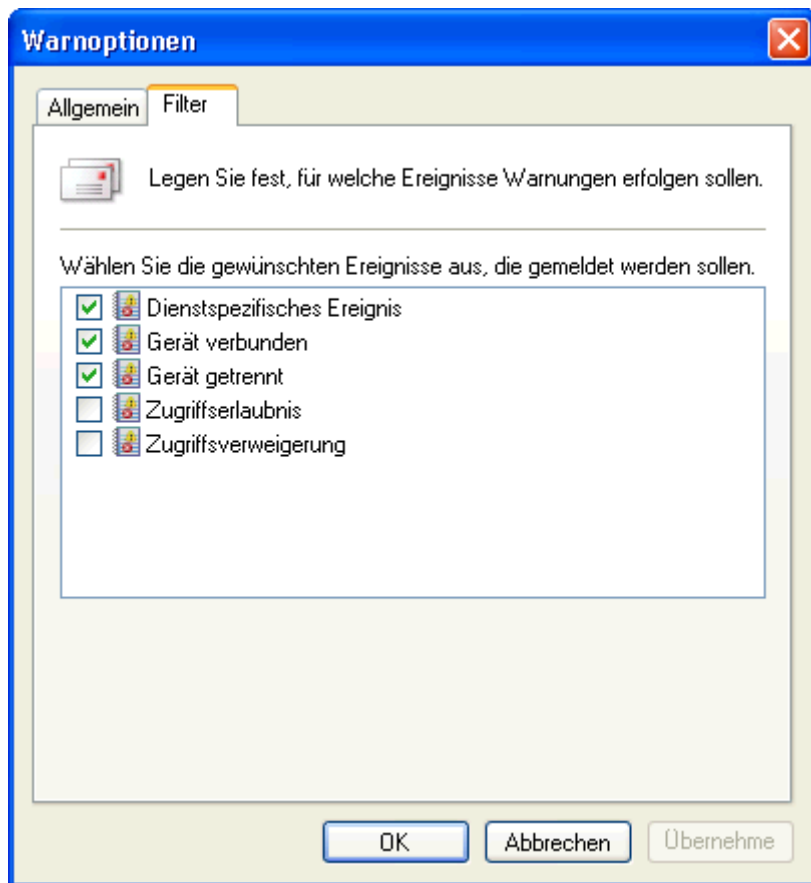 Warnoptionen
Allgemein Filter
Legen Sie fest, für welche Ereignisse Warnungen erfolgen sollen.
Wählen Sie die gewünschten Ereignisse aus, die gemeldet werden sollen.
Dienstspezifisches Ereignis
Gerät verbunden
Gerät getrennt
Zugriffserlaubnis
Zugriffsverweigerung
OK Abbrechen Übernehme